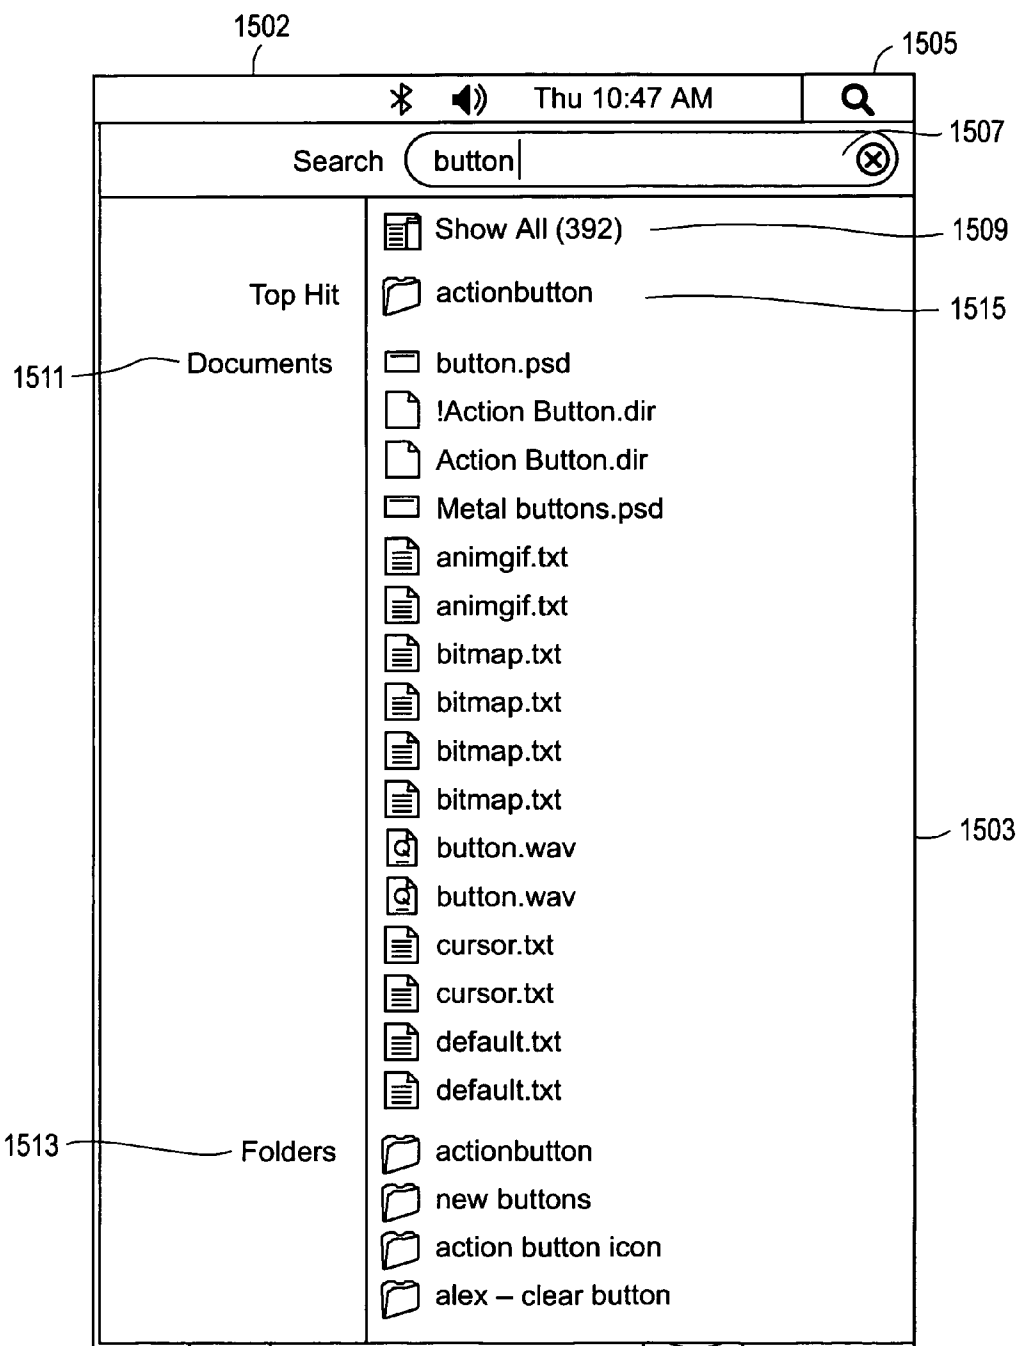 1502
1505
Thu 10:47 AM
1507
Search button
Show All (392)
1509
Top Hit actionbutton
1515
1511
Documents button.psd
!Action Button.dir
Action Button.dir
Metal buttons.psd
animgif.txt
animgif.txt
bitmap.txt
bitmap.txt
bitmap.txt
bitmap.txt
1503
button.wav
button.wav
cursor.txt
cursor.txt
default.txt
default.txt
1513
Folders actionbutton
new buttons
action button icon
alex – clear button